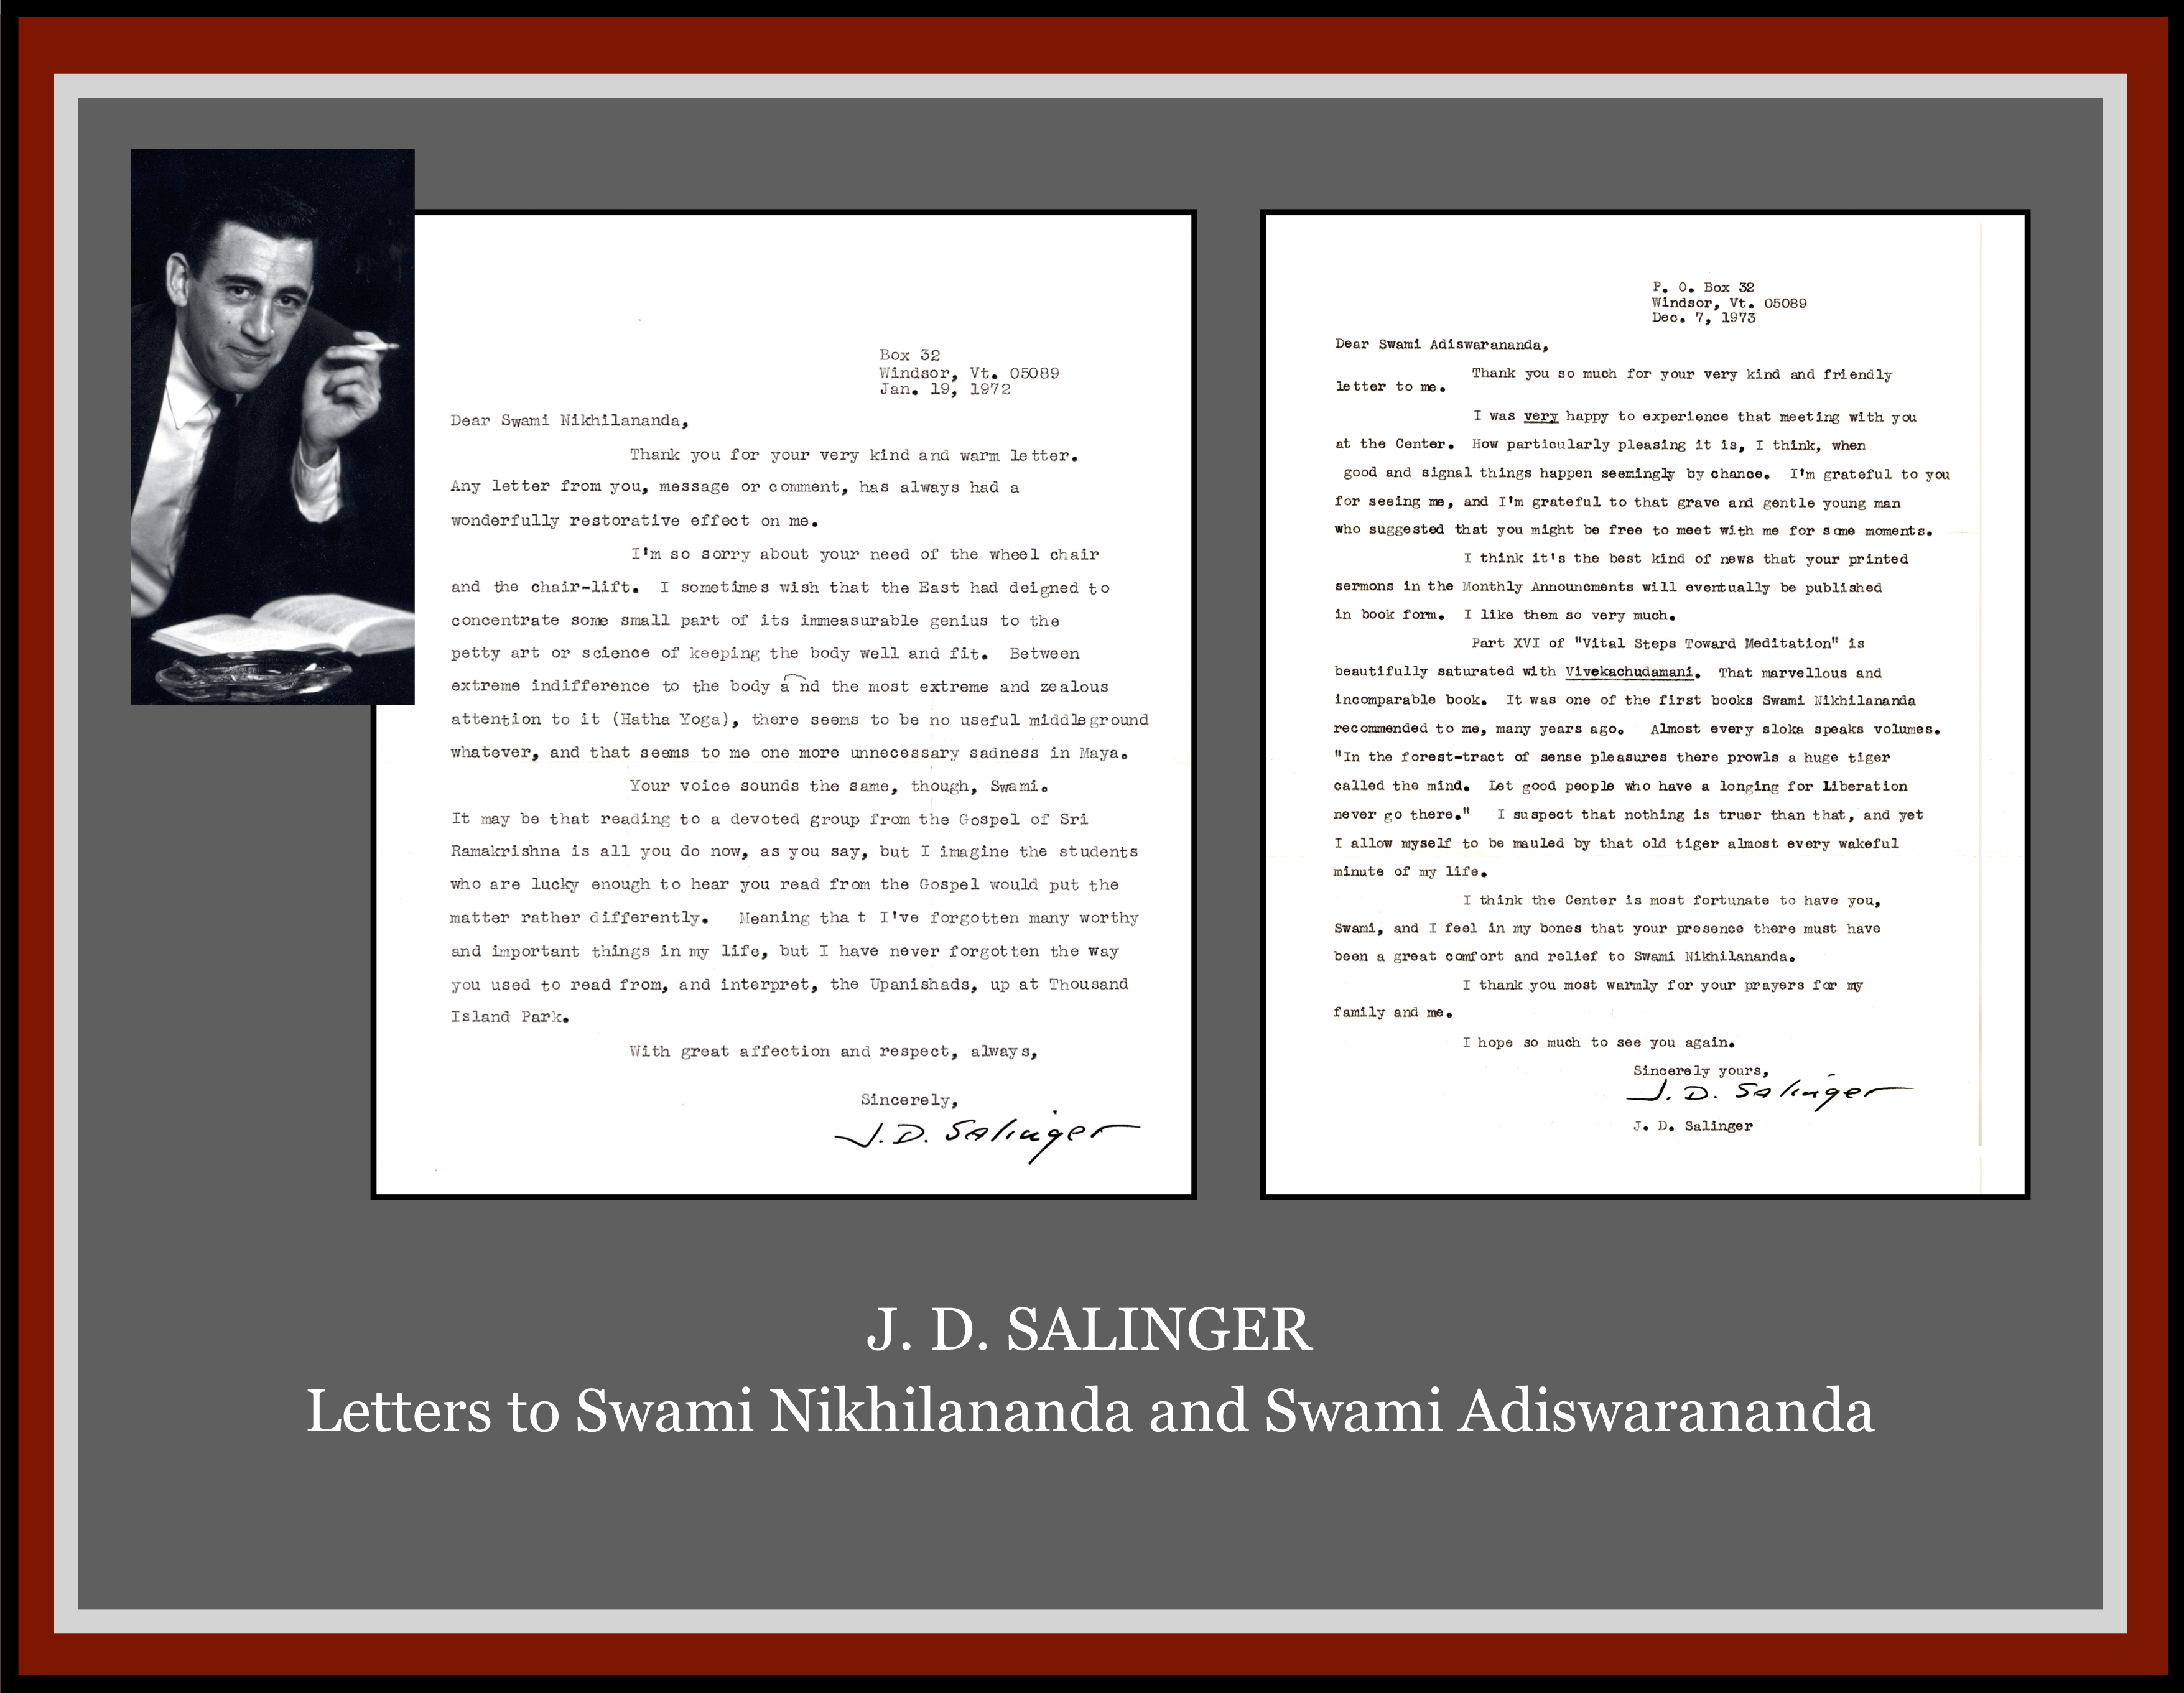 Box 32
Windsor, Vt. 05089
Jan. 19, 1972
Dear Swami Nikhilananda,
Thank you for your very kind and warm letter.
Any letter from you, message or comment, has always had a
wonderfully restorative effect on me.
I'm so sorry about your need of the wheel chair
and the chair-lift. I sometimes wish that the East had deigned to
concentrate some small part of its immeasurable genius to the
petty art or science of keeping the body well and fit. Between
extreme indifference to the body and the most extreme and zealous
attention to it (Hatha Yoga), there seems to be no useful middleground
whatever, and that seems to me one more unnecessary sadness in Maya.
Your voice sounds the same, though, Swami.
It may be that reading to a devoted group from the Gospel of Sri
Ramakrishna is all you do now, as you say, but I imagine the students
who are lucky enough to hear you read from the Gospel would put the
matter rather differently. Meaning that I've forgotten many worthy
and important things in my life, but I have never forgotten the way
you used to read from, and interpret, the Upanishads, up at Thousand
Island Park.
With great affection and respect, always,
Sincerely,
J. D. Salinger
P. O. Box 32
Windsor, Vt. 05089
Dec. 7, 1973
Dear Swami Adiswarananda,
Thank you so much for your very kind and friendly
letter to me.
I was very happy to experience that meeting with you
at the Center. How particularly pleasing it is, I think, when
good and signal things happen seemingly by chance. I'm grateful to you
for seeing me, and I'm grateful to that grave and gentle young man
who suggested that you might be free to meet with me for some moments.
I think it's the best kind of news that your printed
sermons in the Monthly Announcments will eventually be published
in book form. I like them so very much.
Part XVI of "Vital Steps Toward Meditation" is
beautifully saturated with Vivekachudamani. That marvellous and
incomparable book. It was one of the first books Swami Nikhilananda
recommended to me, many years ago. Almost every sloka speaks volumes.
"In the forest-tract of sense pleasures there prowls a huge tiger
called the mind. Let good people who have a longing for Liberation
never go there." I suspect that nothing is truer than that, and yet
I allow myself to be mauled by that old tiger almost every wakeful
minute of my life.
I think the Center is most fortunate to have you,
Swami, and I feel in my bones that your presence there must have
been a great comfort and relief to Swami Nikhilananda.
I thank you most warmly for your prayers for my
family and me.
I hope so much to see you again.
Sincerely yours,
J. D. Salinger
J. D. Salinger
J. D. SALINGER
Letters to Swami Nikhilananda and Swami Adiswarananda